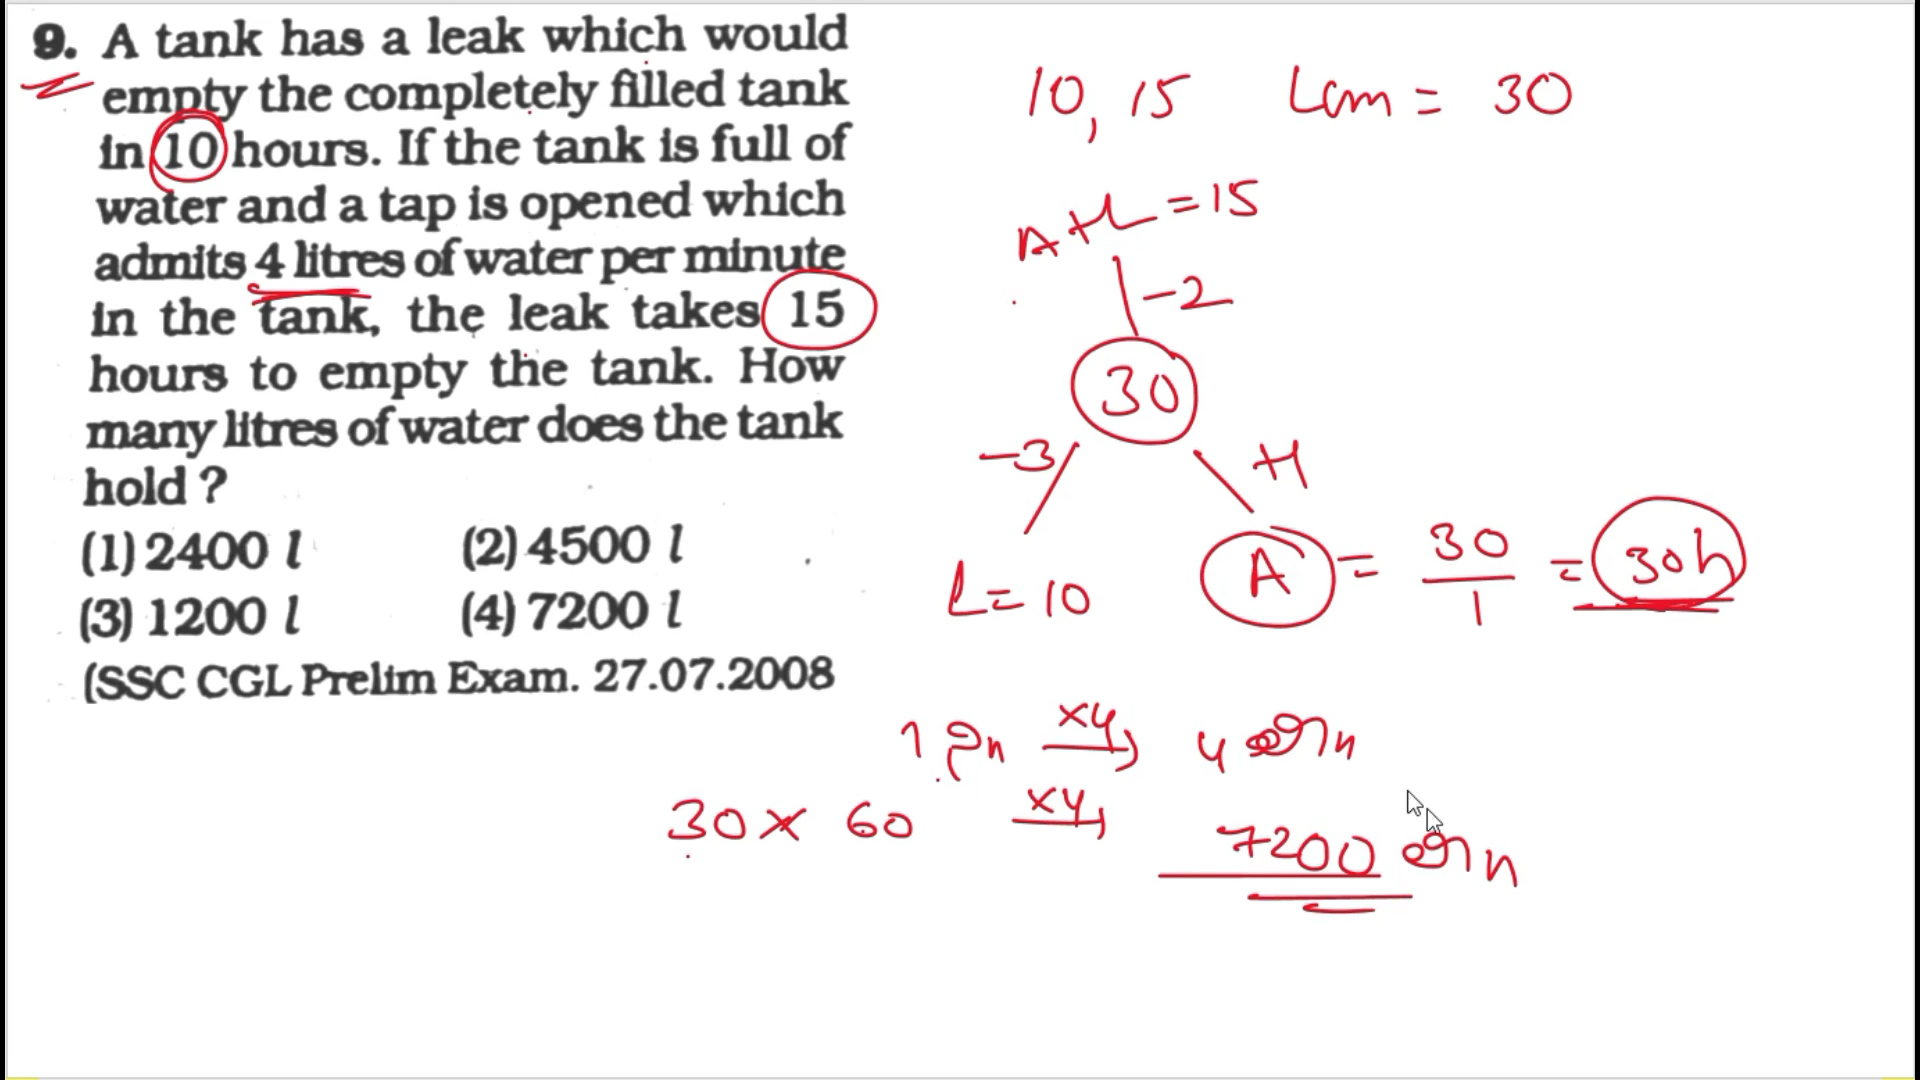 9. A tank has a leak which would
empty the completely filled tank
in 10 hours. If the tank is full of
water and a tap is opened which
admits 4 litres of water per minute
in the tank, the leak takes 15
hours to empty the tank. How
many litres of water does the tank
hold ?
(1) 2400 l (2) 4500 l
(3) 1200 l (4) 7200 l
(SSC CGL Prelim Exam. 27.07.2008
10, 15 Lcm = 30
A+L = 15
-2
30
-3 +1
L = 10 A = 30/1 = 30h
1 ×4 4
30 × 60 ×4 7200